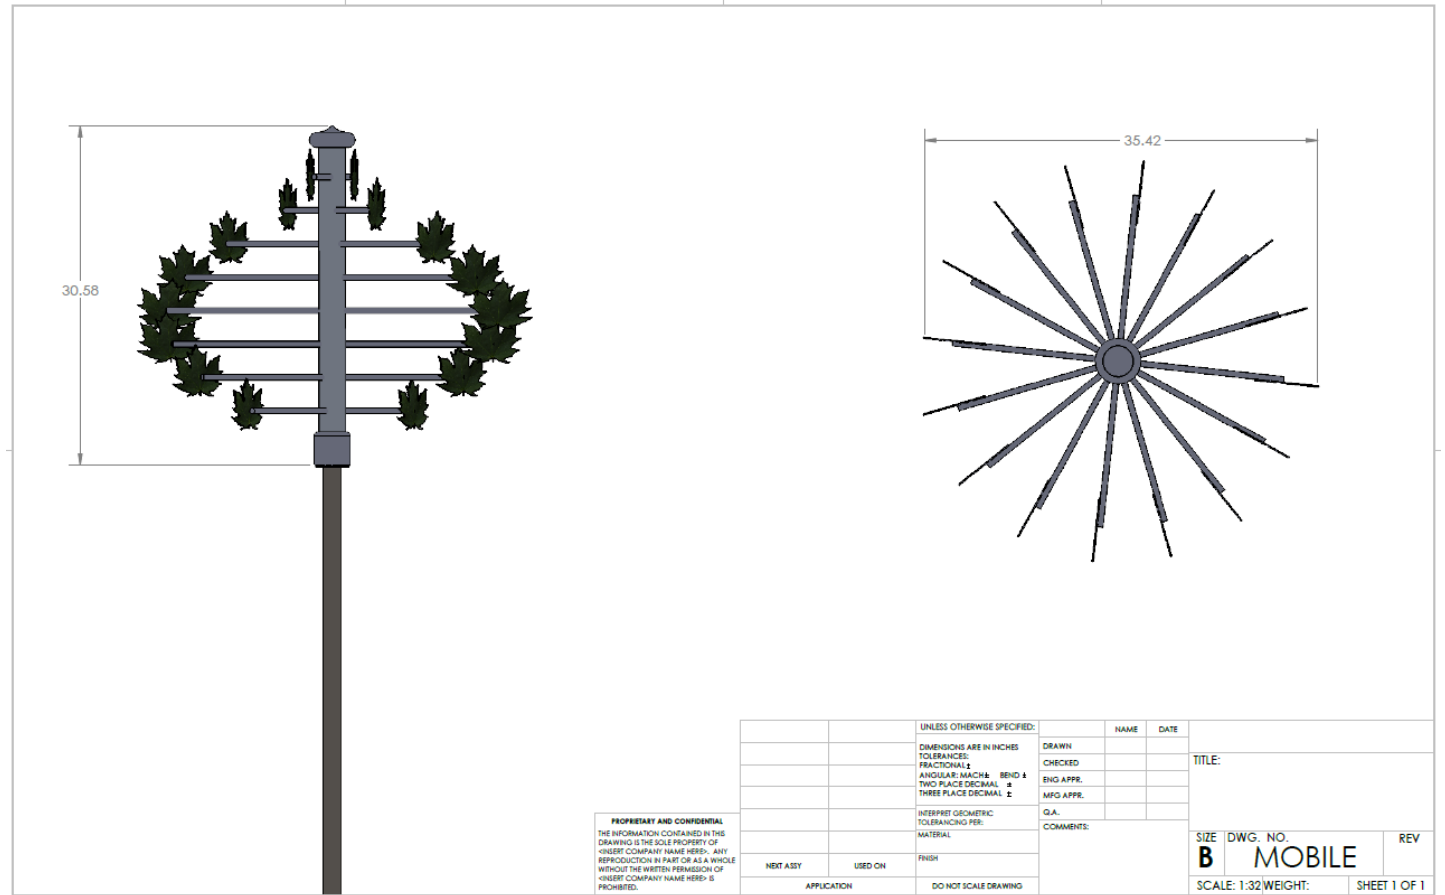 30.58
35.42
PROPRIETARY AND CONFIDENTIAL
THE INFORMATION CONTAINED IN THIS
DRAWING IS THE SOLE PROPERTY OF
<INSERT COMPANY NAME HERE>. ANY
REPRODUCTION IN PART OR AS A WHOLE
WITHOUT THE WRITTEN PERMISSION OF
<INSERT COMPANY NAME HERE> IS
PROHIBITED.
NEXT ASSY
USED ON
APPLICATION
UNLESS OTHERWISE SPECIFIED:
DIMENSIONS ARE IN INCHES
TOLERANCES:
FRACTIONAL±
ANGULAR: MACH± BEND ±
TWO PLACE DECIMAL ±
THREE PLACE DECIMAL ±
INTERPRET GEOMETRIC
TOLERANCING PER:
MATERIAL
FINISH
DO NOT SCALE DRAWING
NAME DATE
DRAWN
CHECKED
ENG APPR.
MFG APPR.
Q.A.
COMMENTS:
TITLE:
SIZE DWG. NO. REV
B MOBILE
SCALE: 1:32 WEIGHT: SHEET 1 OF 1